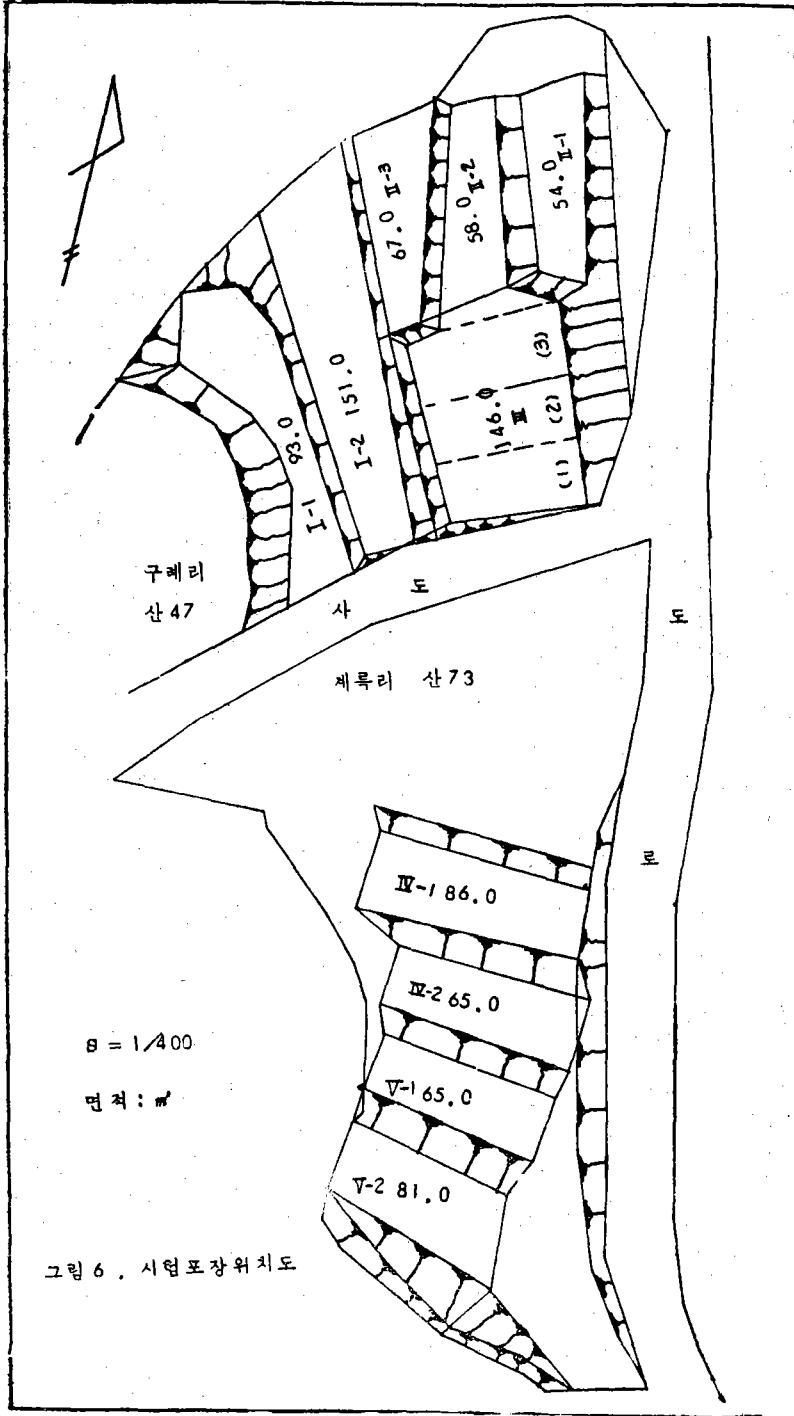 II-3 67.0
II-2 58.0
II-1 54.0
I-2 151.0
I-1 93.0
146.0
III
(1) (2) (3)
구례리
산 47
사 도
도
로
계륵리 산 73
IV-1 86.0
IV-2 65.0
V-1 65.0
V-2 81.0
S = 1/400
면적 : ㎡
그림 6 . 시험포장위치도